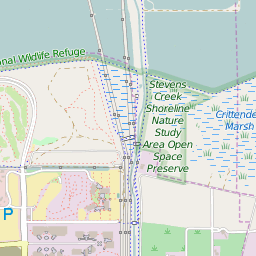 onal Wildlife Refuge
Stevens
Creek
Shoreline
Nature
Study
Area Open
Space
Preserve
Crittende
Marsh
P